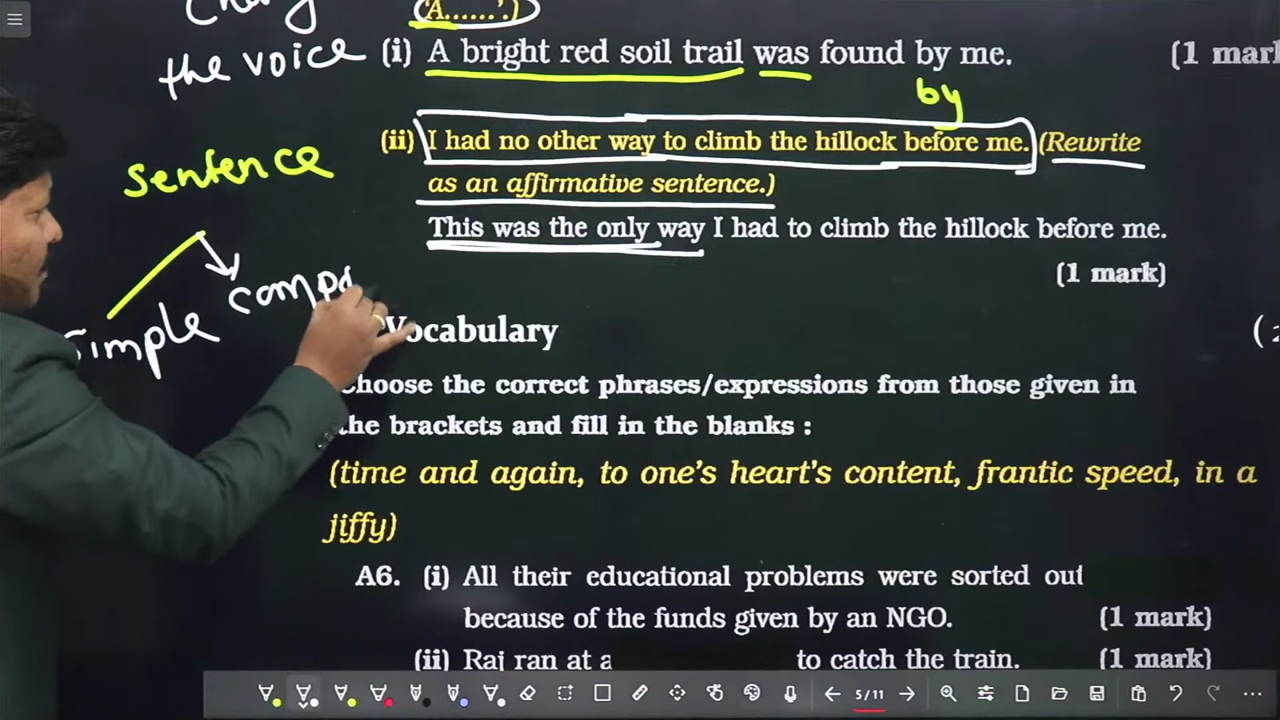 the voice
'A......'.)
(i) A bright red soil trail was found by me. (1 mark
by
(ii) I had no other way to climb the hillock before me. (Rewrite
as an affirmative sentence.)
This was the only way I had to climb the hillock before me.
(1 mark)
Sentence
Simple
comp
Vocabulary
Choose the correct phrases/expressions from those given in
the brackets and fill in the blanks :
(time and again, to one's heart's content, frantic speed, in a
jiffy)
A6. (i) All their educational problems were sorted out
because of the funds given by an NGO. (1 mark)
(ii) Raj ran at a to catch the train. (1 mark)
5/11